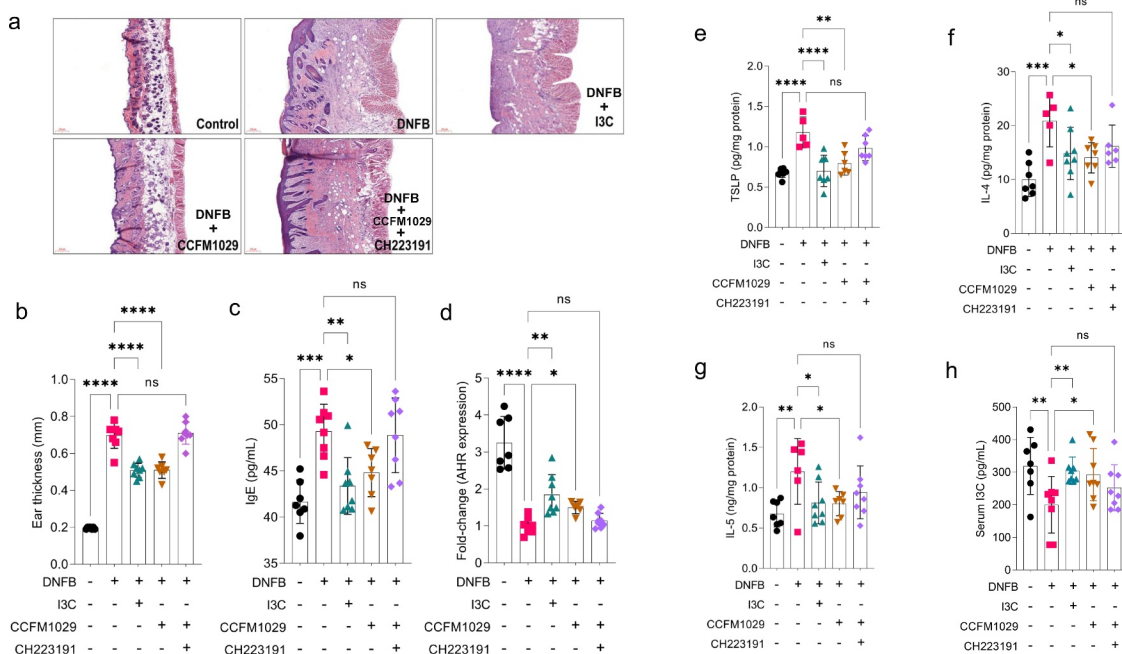 a
Control
DNFB
DNFB
+
I3C
DNFB
+
CCFM1029
DNFB
+
CCFM1029
+
CH223191
b
Ear thickness (mm)
1.0
0.8
0.6
0.4
0.2
0.0
****
****
****
ns
DNFB - + + + +
I3C - - + - -
CCFM1029 - - - + +
CH223191 - - - - +
c
IgE (pg/mL)
55
50
45
40
35
***
**
*
ns
DNFB - + + + +
I3C - - + - -
CCFM1029 - - - + +
CH223191 - - - - +
d
Fold-change (AHR expression)
5
4
3
2
1
0
****
**
*
ns
DNFB - + + + +
I3C - - + - -
CCFM1029 - - - + +
CH223191 - - - - +
e
TSLP (pg/mg protein)
2.0
1.5
1.0
0.5
0.0
****
****
**
ns
DNFB - + + + +
I3C - - + - -
CCFM1029 - - - + +
CH223191 - - - - +
f
IL-4 (pg/mg protein)
40
30
20
10
0
***
*
*
ns
DNFB - + + + +
I3C - - + - -
CCFM1029 - - - + +
CH223191 - - - - +
g
IL-5 (ng/mg protein)
2.0
1.5
1.0
0.5
0.0
**
*
*
ns
DNFB - + + + +
I3C - - + - -
CCFM1029 - - - + +
CH223191 - - - - +
h
Serum I3C (pg/mL)
500
400
300
200
100
0
**
**
*
ns
DNFB - + + + +
I3C - - + - -
CCFM1029 - - - + +
CH223191 - - - - +